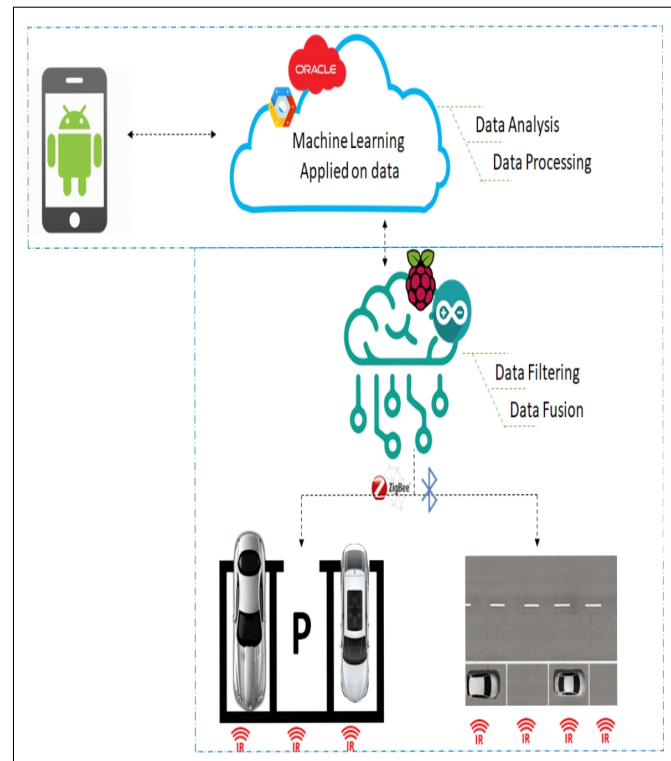 ORACLE
Machine Learning
Applied on data
Data Analysis
Data Processing
Data Filtering
Data Fusion
ZigBee
P
IR
IR
IR
IR
IR
IR
IR